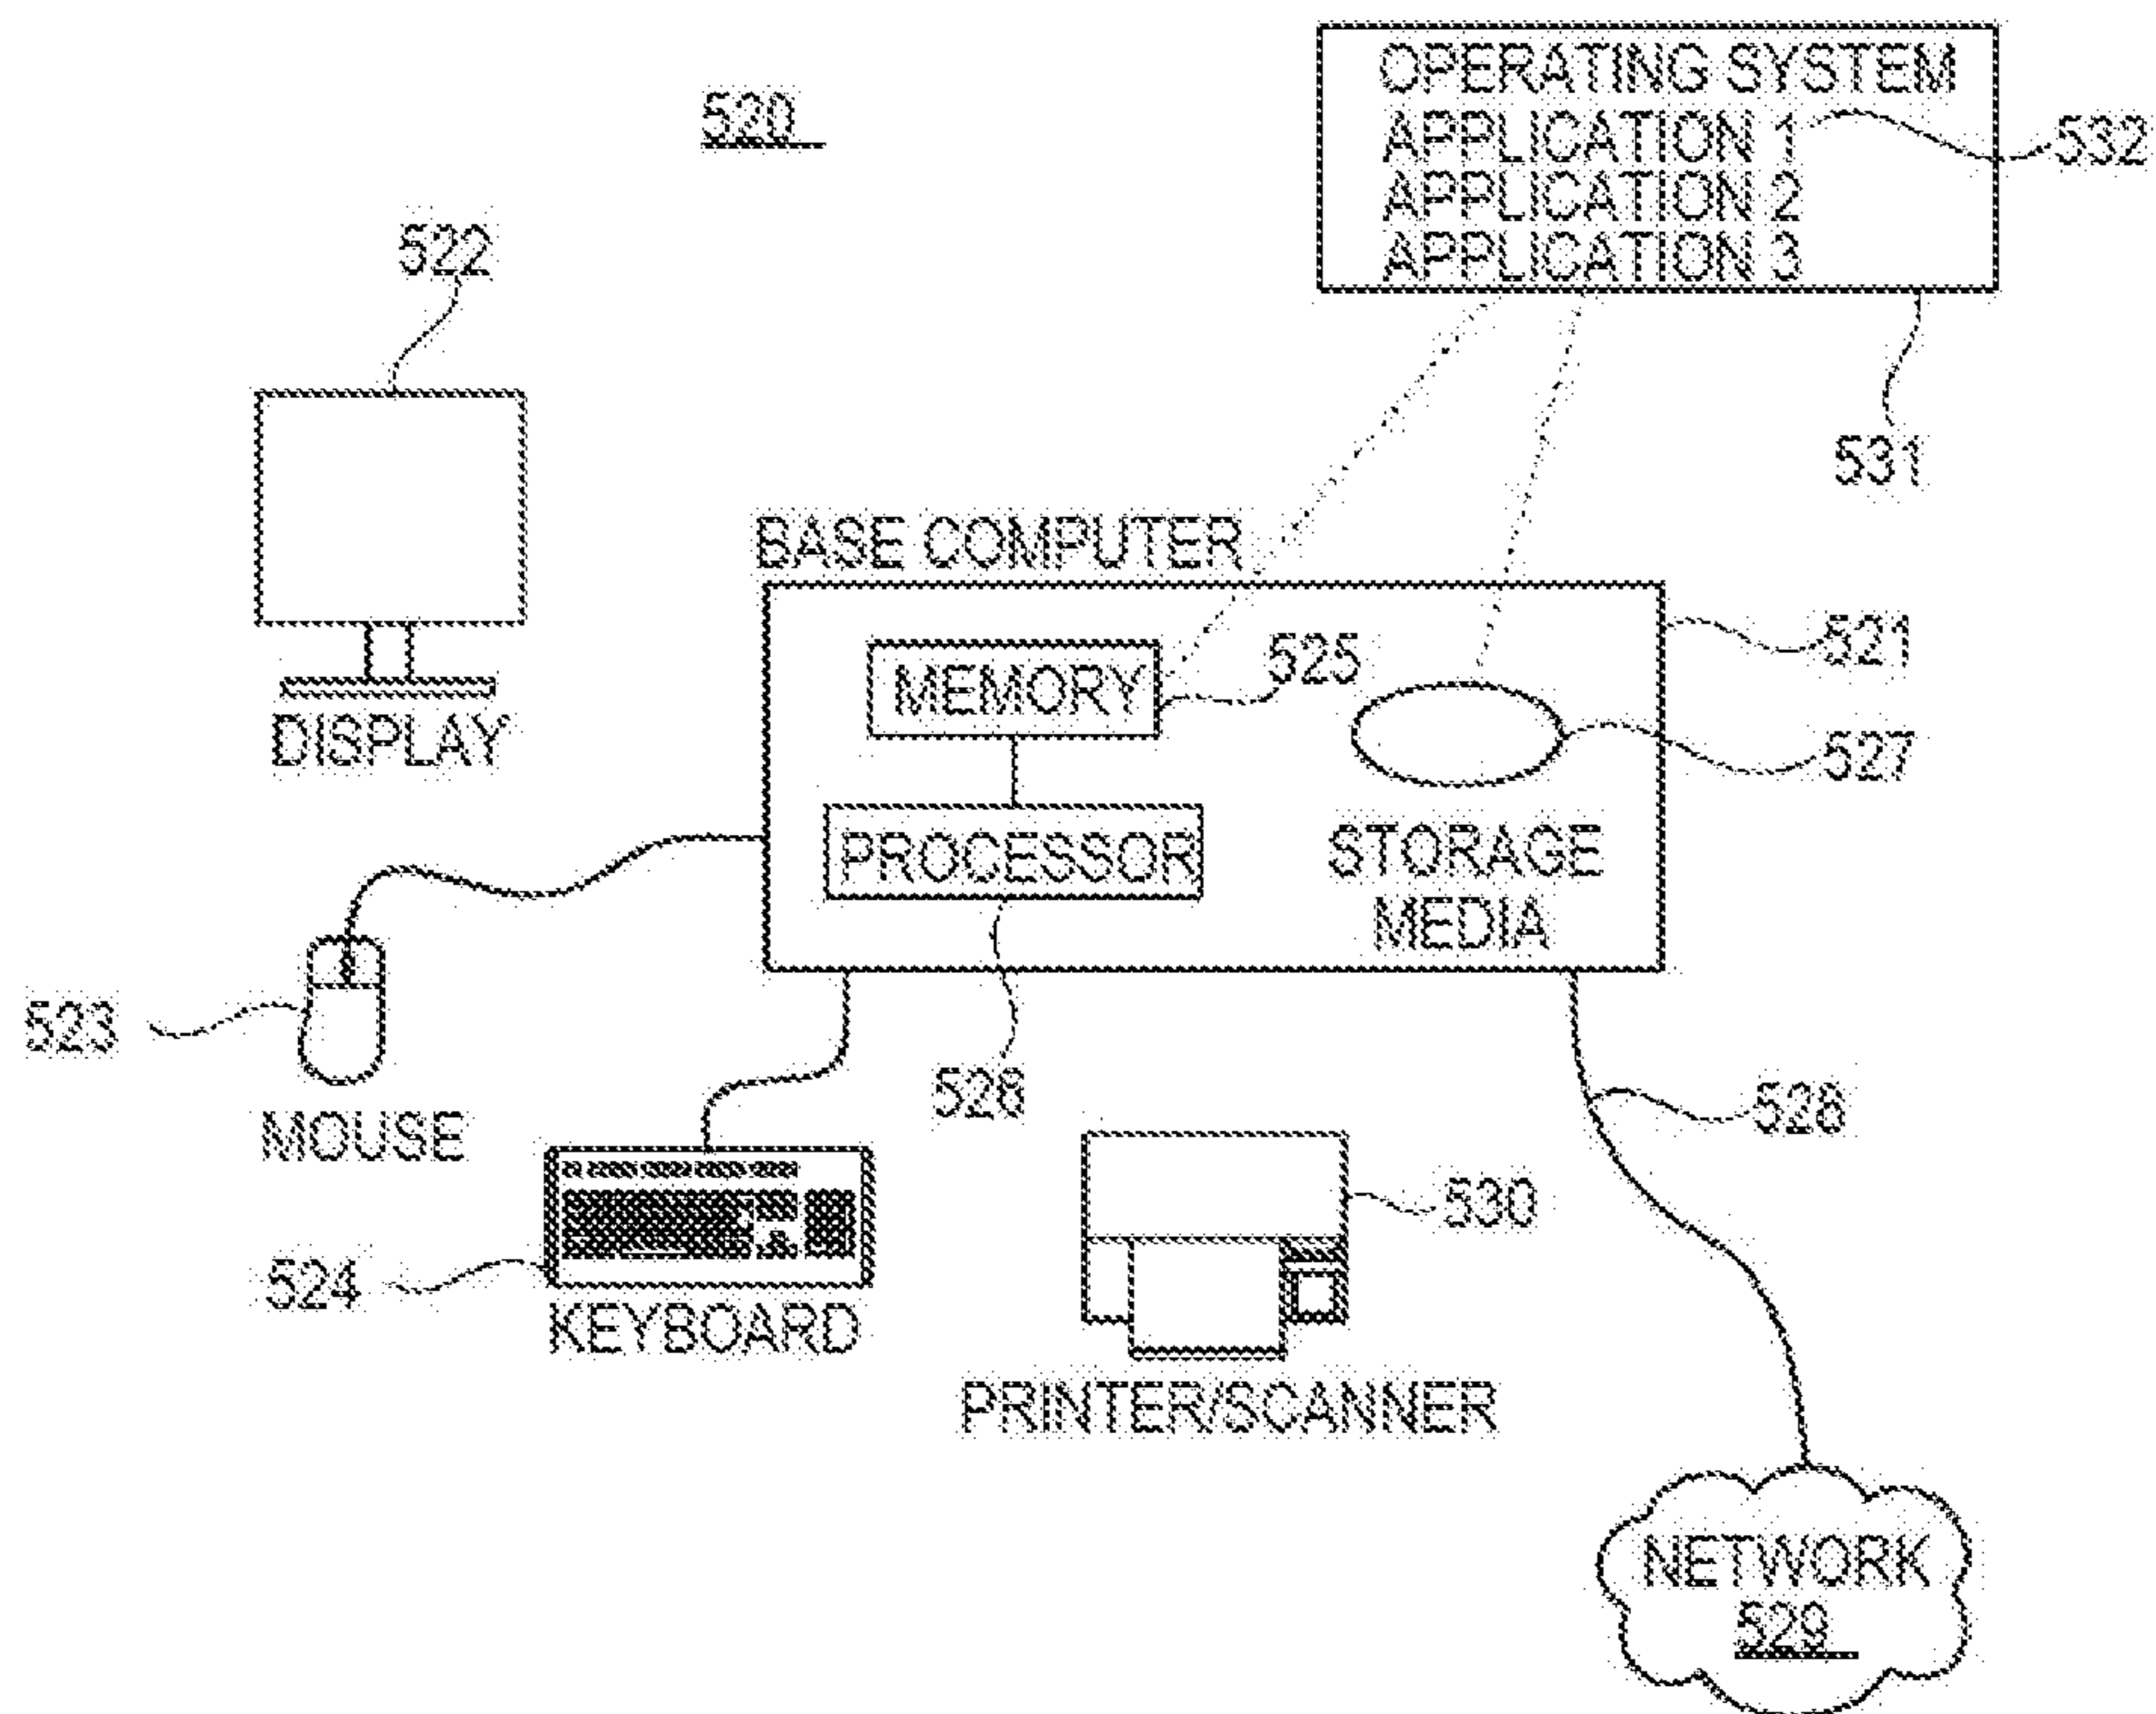 520
OPERATING SYSTEM
APPLICATION 1
APPLICATION 2
APPLICATION 3
532
522
531
BASE COMPUTER
521
MEMORY
525
527
DISPLAY
PROCESSOR
STORAGE
MEDIA
523
528
526
MOUSE
530
524
KEYBOARD
PRINTER/SCANNER
NETWORK
529